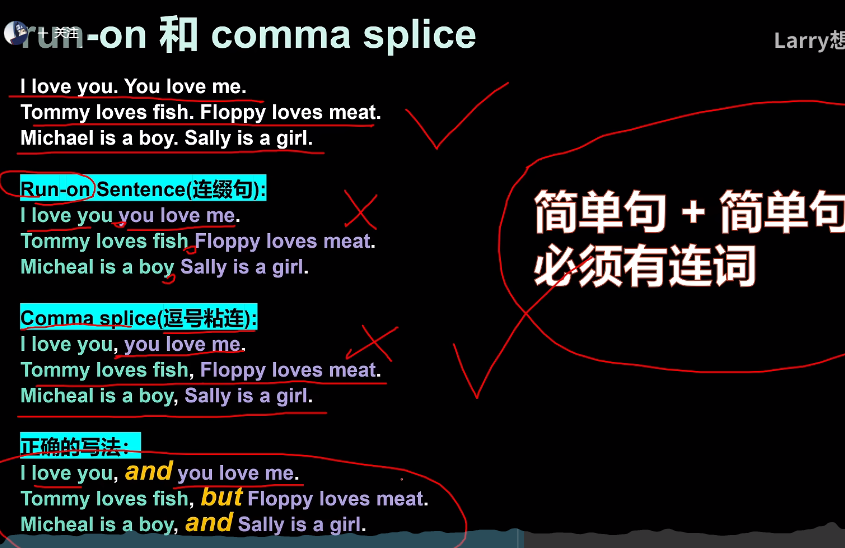 run-on 和 comma splice
+ 关注
Larry想
I love you. You love me.
Tommy loves fish. Floppy loves meat.
Michael is a boy. Sally is a girl.
Run-on Sentence(连缀句):
I love you you love me.
Tommy loves fish Floppy loves meat.
Micheal is a boy Sally is a girl.
简单句 + 简单句
必须有连词
Comma splice(逗号粘连):
I love you, you love me.
Tommy loves fish, Floppy loves meat.
Micheal is a boy, Sally is a girl.
正确的写法:
I love you, and you love me.
Tommy loves fish, but Floppy loves meat.
Micheal is a boy, and Sally is a girl.